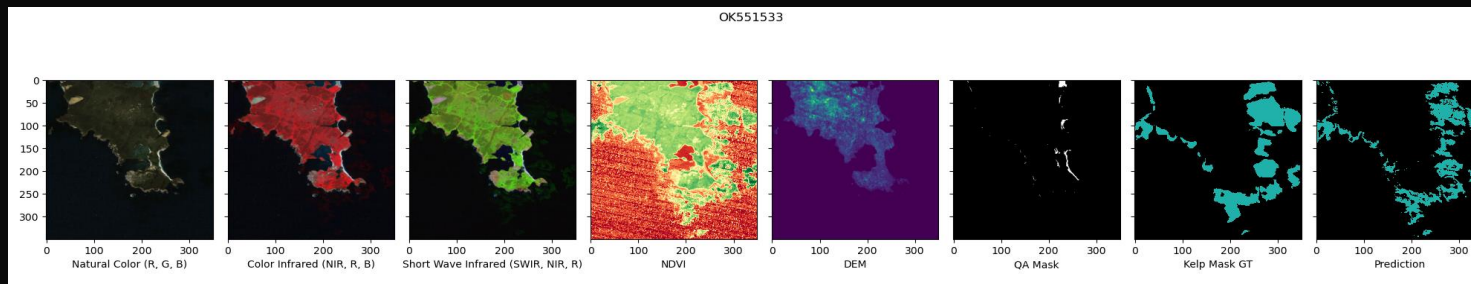 OK551533
0
50
100
150
200
250
300
0 100 200 300 0 100 200 300 0 100 200 300 0 100 200 300 0 100 200 300 0 100 200 300 0 100 200 300 0 100 200 300
Natural Color (R, G, B) Color Infrared (NIR, R, B) Short Wave Infrared (SWIR, NIR, R) NDVI DEM QA Mask Kelp Mask GT Prediction